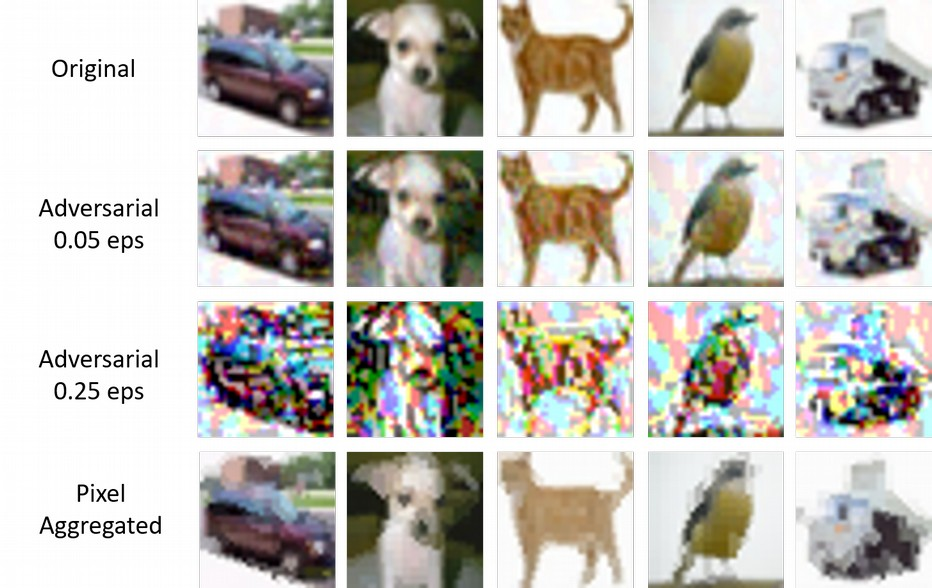 Original
Adversarial
0.05 eps
Adversarial
0.25 eps
Pixel
Aggregated